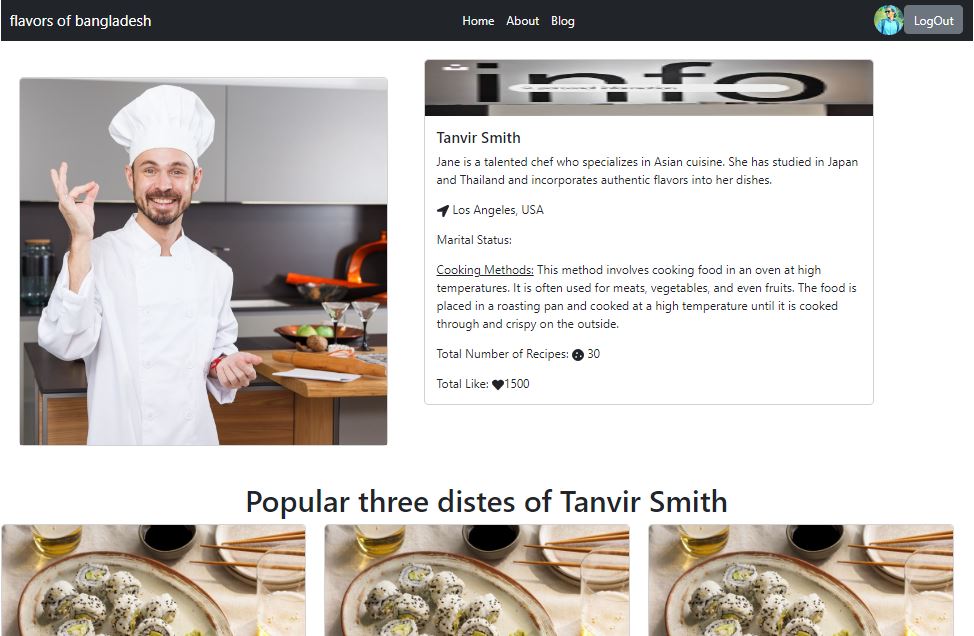 flavors of bangladesh
Home About Blog
LogOut
info
personal information
Tanvir Smith
Jane is a talented chef who specializes in Asian cuisine. She has studied in Japan
and Thailand and incorporates authentic flavors into her dishes.
Los Angeles, USA
Marital Status:
Cooking Methods: This method involves cooking food in an oven at high
temperatures. It is often used for meats, vegetables, and even fruits. The food is
placed in a roasting pan and cooked at a high temperature until it is cooked
through and crispy on the outside.
Total Number of Recipes: 30
Total Like: 1500
Popular three distes of Tanvir Smith